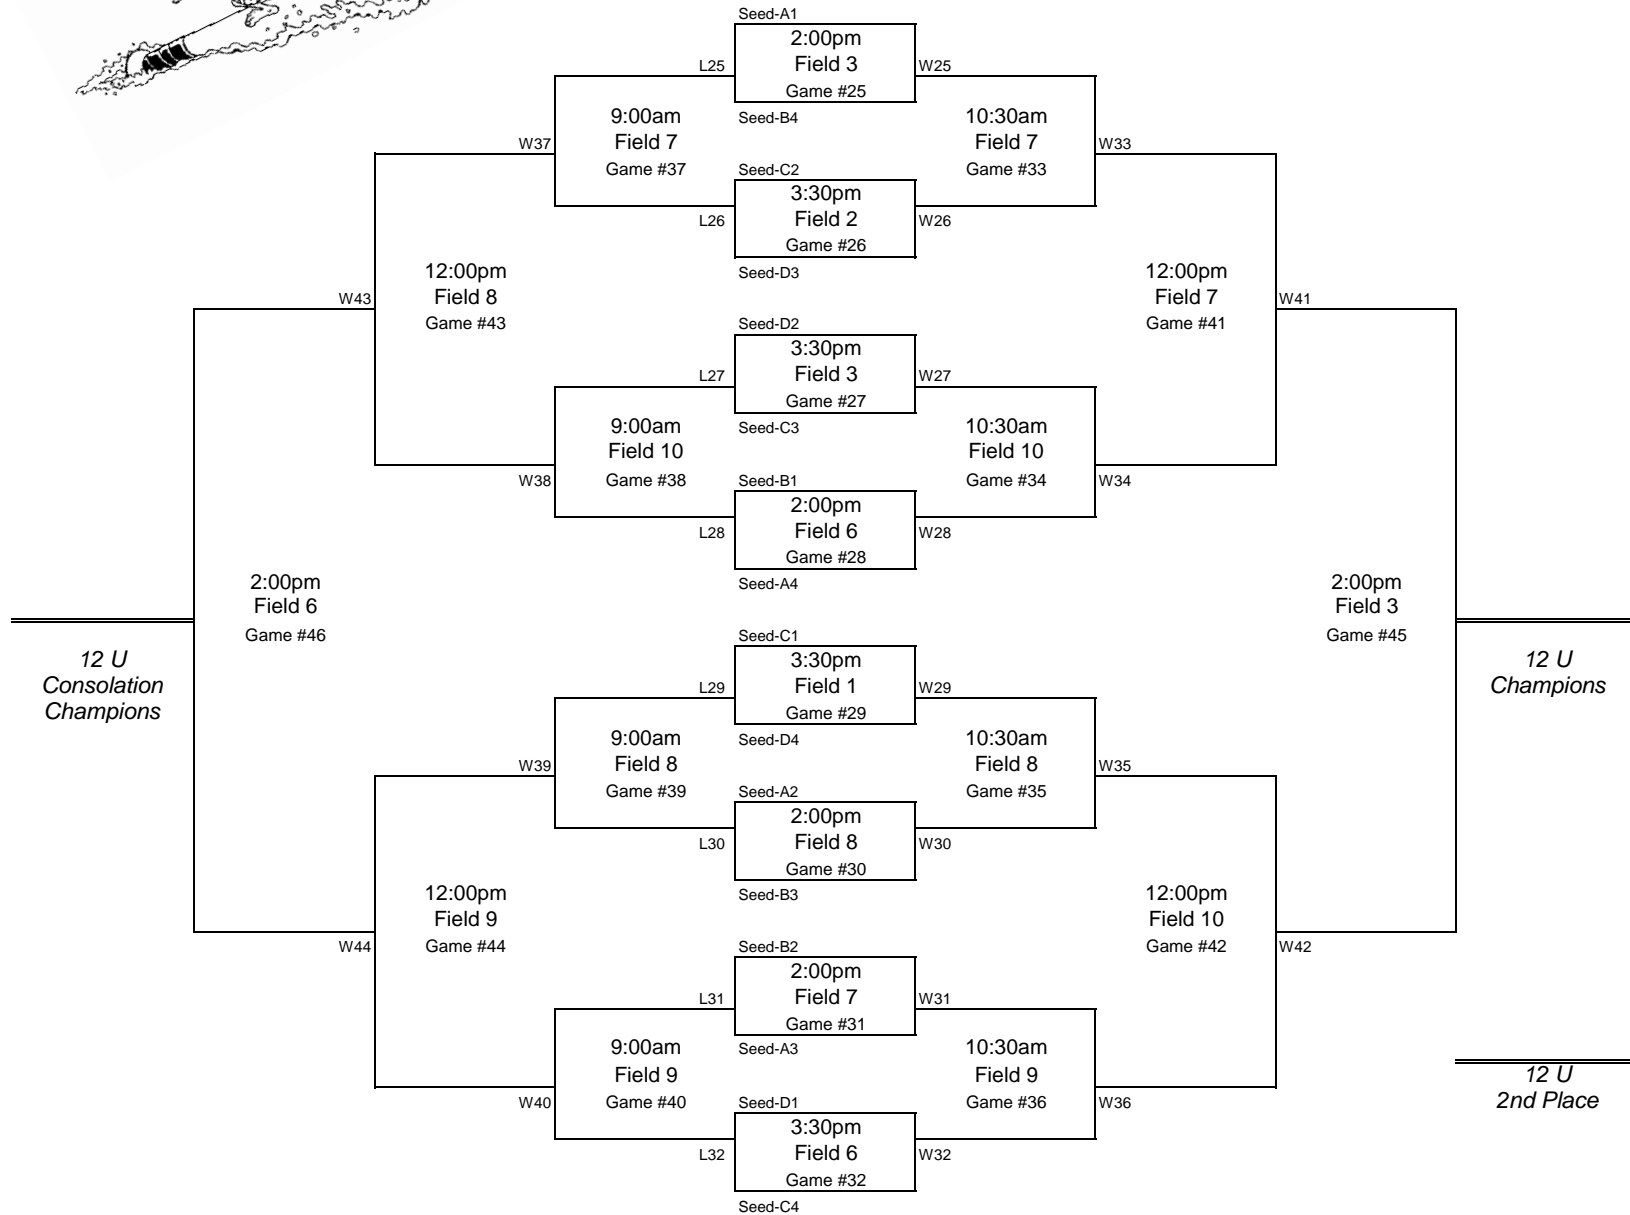 Seed-A1
2:00pm
Field 3
Game #25
L25
W25
Seed-B4
9:00am
Field 7
Game #37
10:30am
Field 7
Game #33
W37
W33
Seed-C2
3:30pm
Field 2
Game #26
L26
W26
Seed-D3
12:00pm
Field 8
Game #43
12:00pm
Field 7
Game #41
W43
W41
Seed-D2
3:30pm
Field 3
Game #27
L27
W27
Seed-C3
9:00am
Field 10
Game #38
10:30am
Field 10
Game #34
W38
W34
Seed-B1
2:00pm
Field 6
Game #28
L28
W28
Seed-A4
2:00pm
Field 6
Game #46
2:00pm
Field 3
Game #45
12 U
Consolation
Champions
12 U
Champions
Seed-C1
3:30pm
Field 1
Game #29
L29
W29
Seed-D4
9:00am
Field 8
Game #39
10:30am
Field 8
Game #35
W39
W35
Seed-A2
2:00pm
Field 8
Game #30
L30
W30
Seed-B3
12:00pm
Field 9
Game #44
12:00pm
Field 10
Game #42
W44
W42
Seed-B2
2:00pm
Field 7
Game #31
L31
W31
Seed-A3
9:00am
Field 9
Game #40
10:30am
Field 9
Game #36
W40
W36
12 U
2nd Place
Seed-D1
3:30pm
Field 6
Game #32
L32
W32
Seed-C4